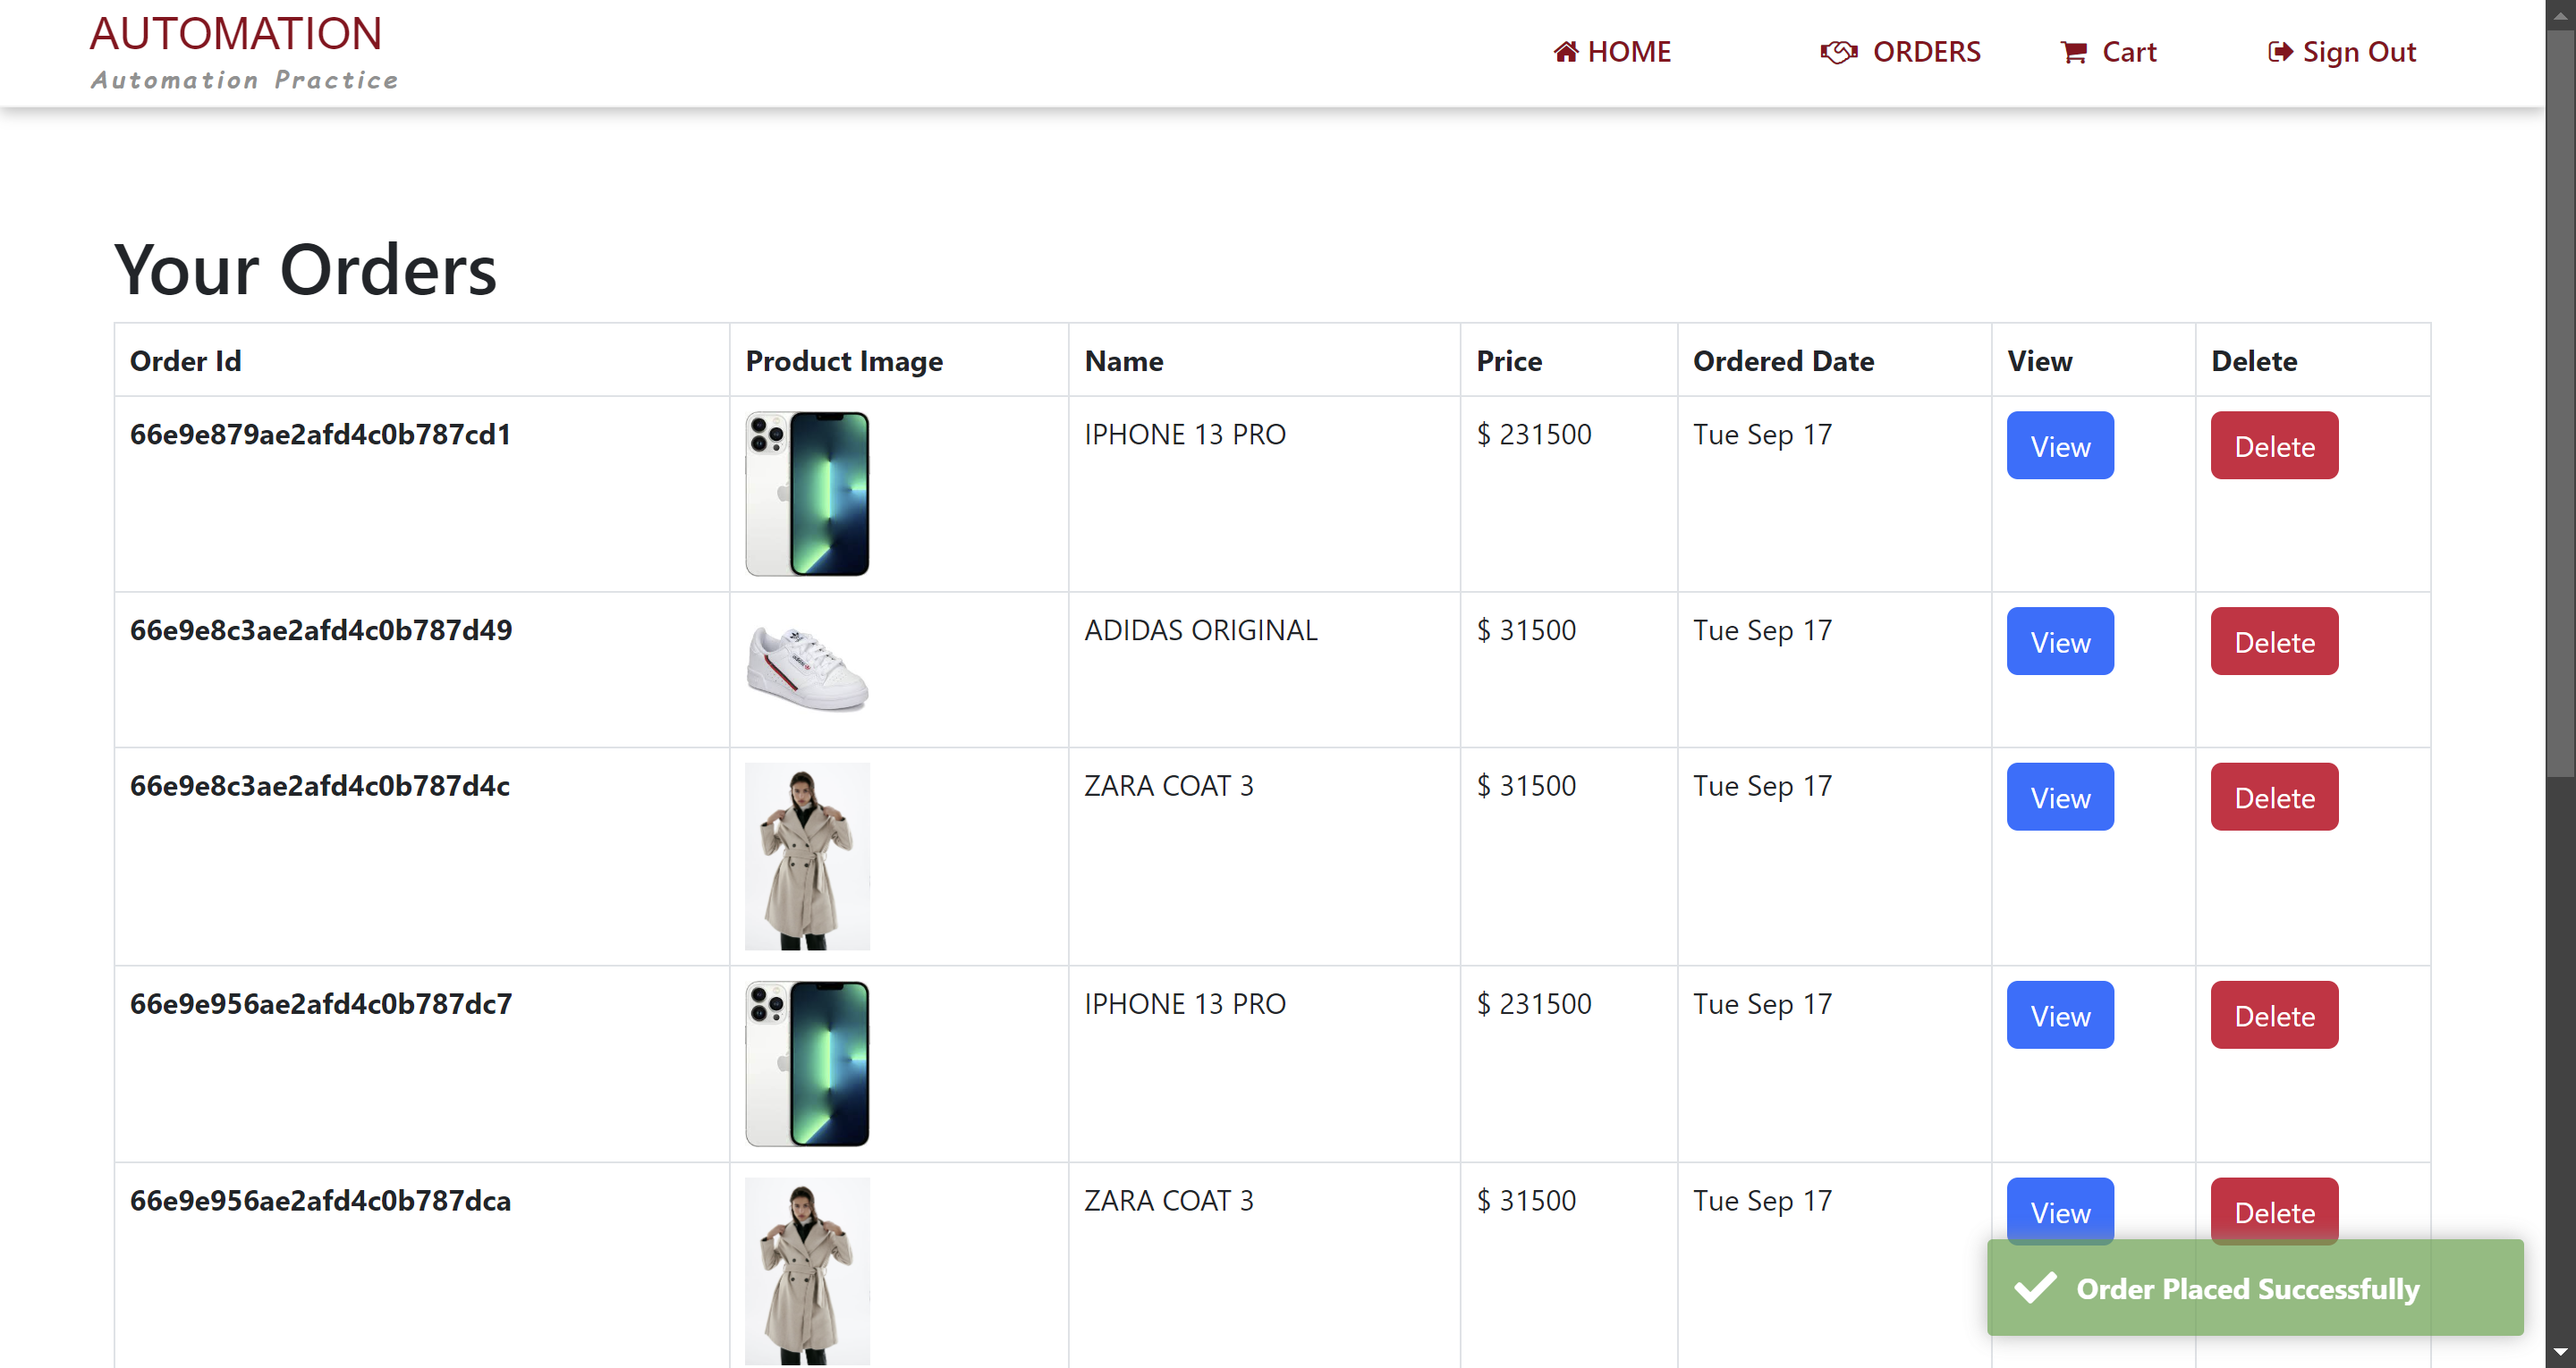 AUTOMATION
Automation Practice
HOME
ORDERS
Cart
Sign Out
Your Orders
Order Id Product Image Name Price Ordered Date View Delete
66e9e879ae2afd4c0b787cd1 IPHONE 13 PRO $ 231500 Tue Sep 17 View Delete
66e9e8c3ae2afd4c0b787d49 ADIDAS ORIGINAL $ 31500 Tue Sep 17 View Delete
66e9e8c3ae2afd4c0b787d4c ZARA COAT 3 $ 31500 Tue Sep 17 View Delete
66e9e956ae2afd4c0b787dc7 IPHONE 13 PRO $ 231500 Tue Sep 17 View Delete
66e9e956ae2afd4c0b787dca ZARA COAT 3 $ 31500 Tue Sep 17 View Delete
Order Placed Successfully